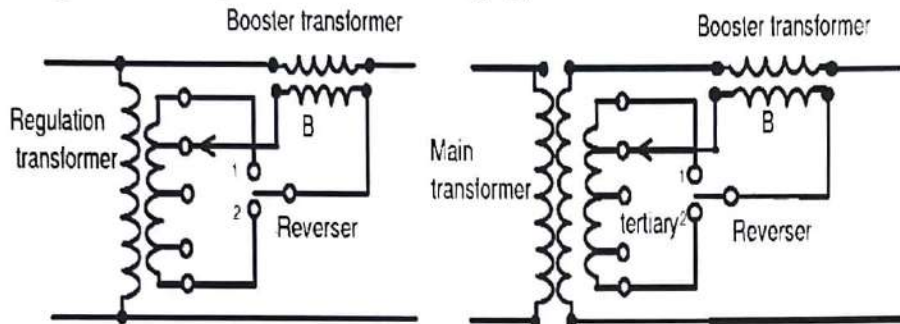 Booster transformer
Regulation
transformer
B
1
2
Reverser
Booster transformer
Main
transformer
B
1
tertiary 2
Reverser